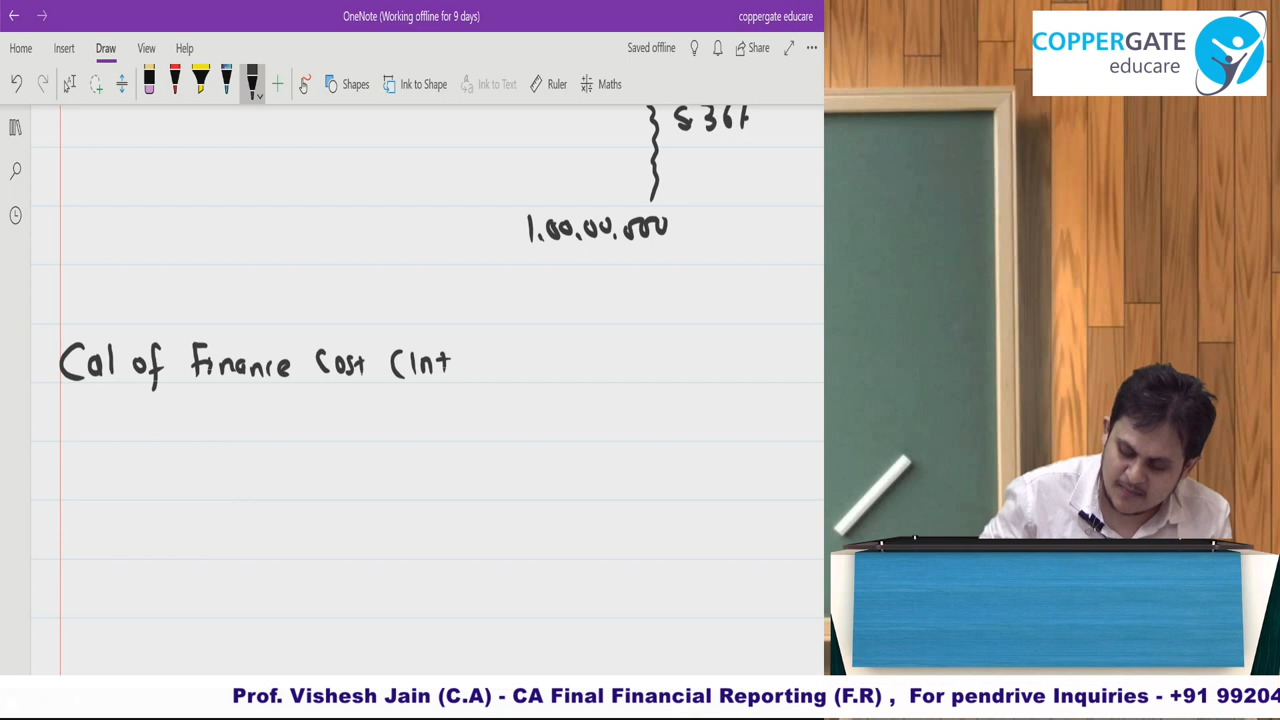 OneNote (Working offline for 9 days)
coppergate educare
Home Insert Draw View Help
Saved offline
Share
Shapes
Ink to Shape
Ink to Text
Ruler
Maths
1.00.00.000
Cal of Finance Cost (Int
COPPERGATE
educare
Prof. Vishesh Jain (C.A) - CA Final Financial Reporting (F.R) , For pendrive Inquiries - +91 99204